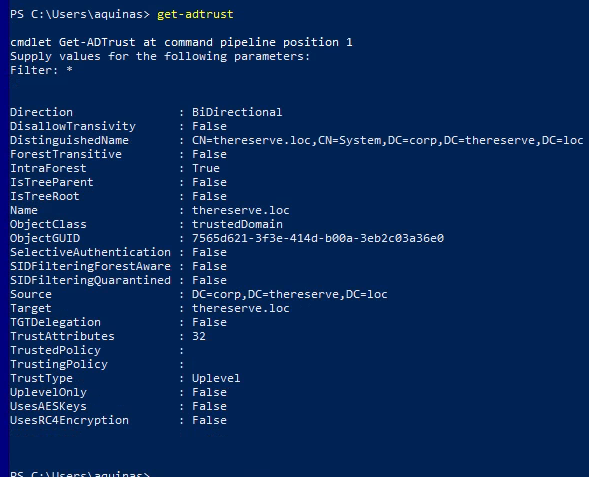 PS C:\Users\aquinas> get-adtrust
cmdlet Get-ADTrust at command pipeline position 1
Supply values for the following parameters:
Filter: *
Direction : BiDirectional
DisallowTransivity : False
DistinguishedName : CN=thereserve.loc,CN=System,DC=corp,DC=thereserve,DC=loc
ForestTransitive : False
IntraForest : True
IsTreeParent : False
IsTreeRoot : False
Name : thereserve.loc
ObjectClass : trustedDomain
ObjectGUID : 7565d621-3f3e-414d-b00a-3eb2c03a36e0
SelectiveAuthentication : False
SIDFilteringForestAware : False
SIDFilteringQuarantined : False
Source : DC=corp,DC=thereserve,DC=loc
Target : thereserve.loc
TGTDelegation : False
TrustAttributes : 32
TrustedPolicy :
TrustingPolicy :
TrustType : Uplevel
UplevelOnly : False
UsesAESKeys : False
UsesRC4Encryption : False
PS C:\Users\aquinas>